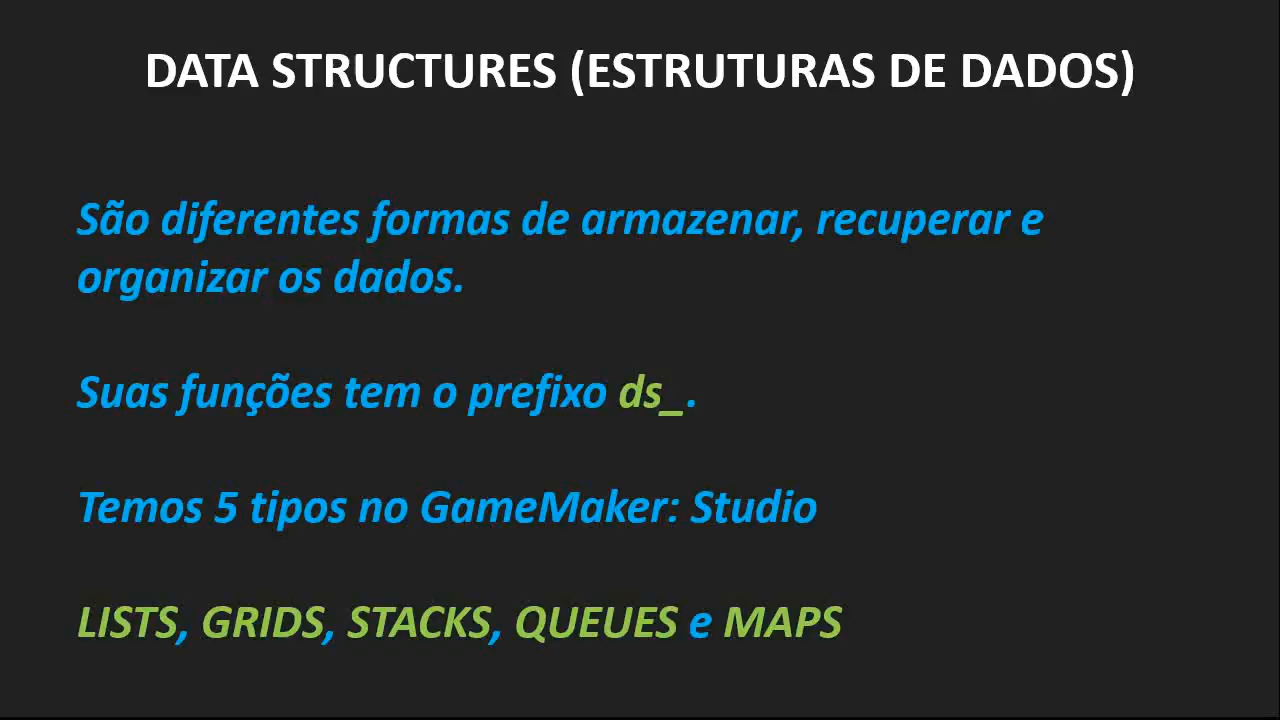 DATA STRUCTURES (ESTRUTURAS DE DADOS)
São diferentes formas de armazenar, recuperar e
organizar os dados.
Suas funções tem o prefixo ds_.
Temos 5 tipos no GameMaker: Studio
LISTS, GRIDS, STACKS, QUEUES e MAPS